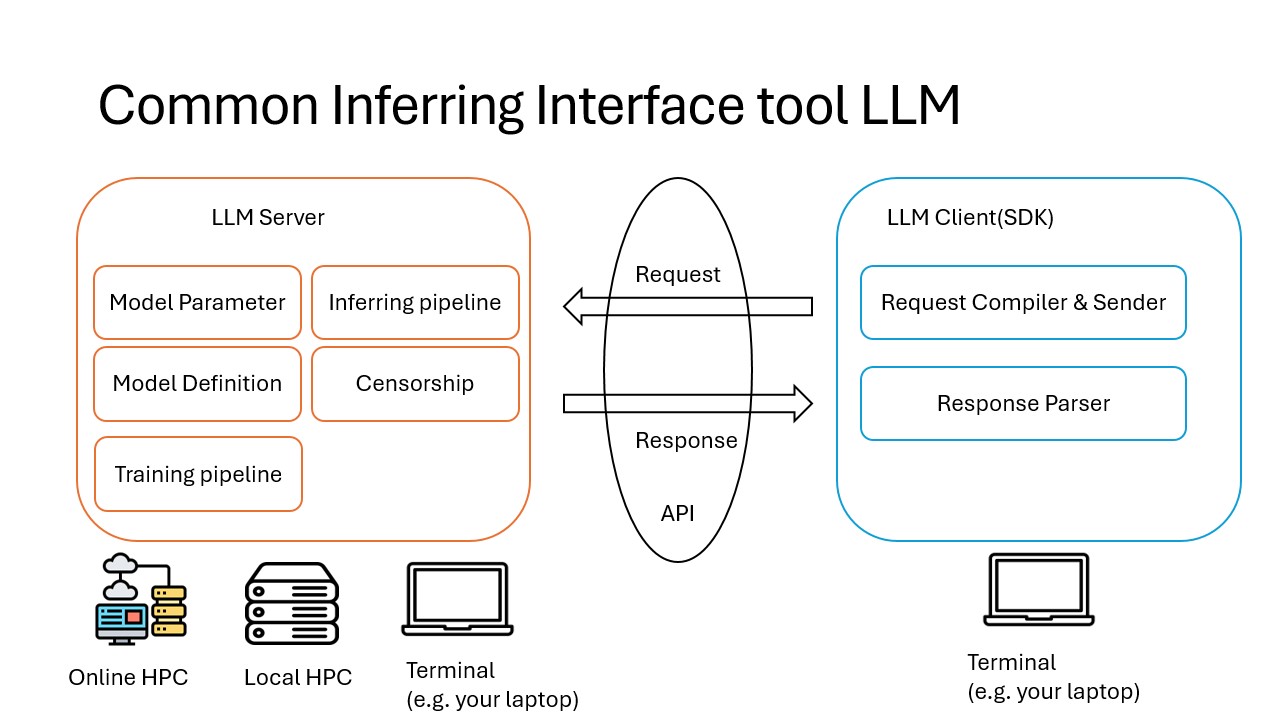 Common Inferring Interface tool LLM
LLM Server
Model Parameter
Inferring pipeline
Model Definition
Censorship
Training pipeline
Request
Response
API
LLM Client(SDK)
Request Compiler & Sender
Response Parser
Online HPC
Local HPC
Terminal
(e.g. your laptop)
Terminal
(e.g. your laptop)